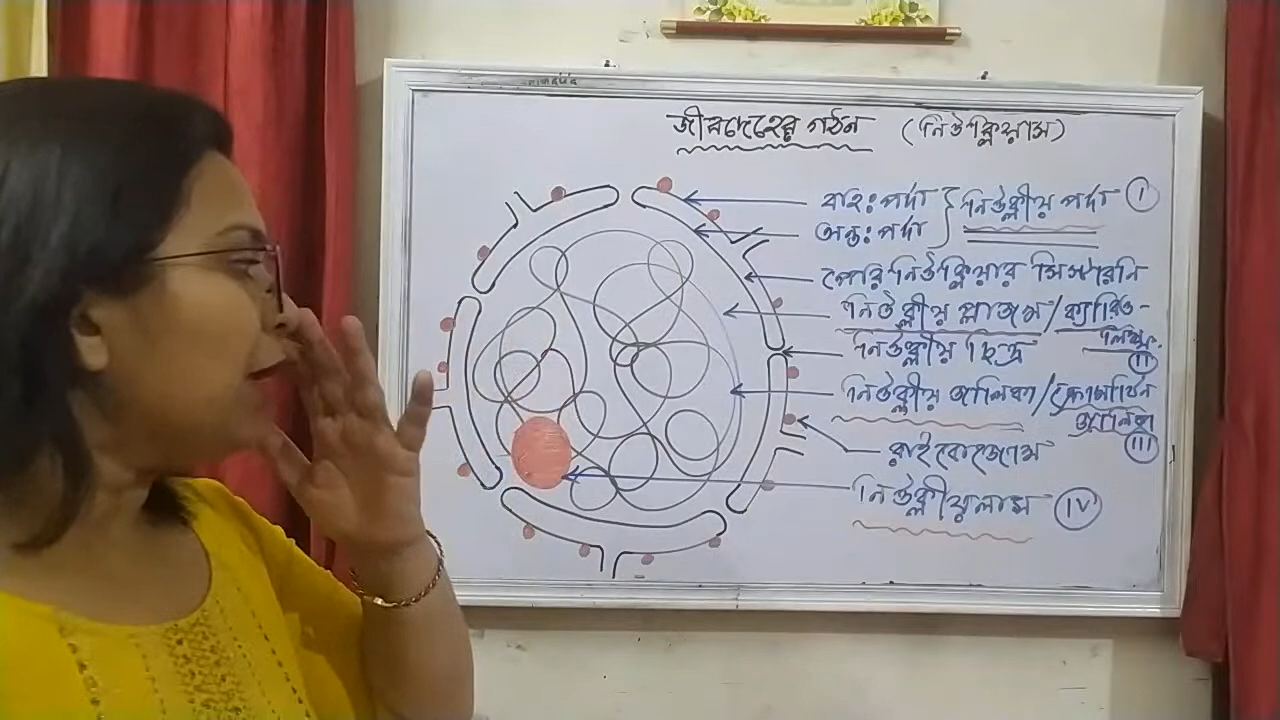 জীবদেহের গঠন (নিউক্লিয়াস)
বহিঃপর্দা } নিউক্লীয় পর্দা I
অন্তঃপর্দা
পেরিনিউক্লিয়ার সিস্টারনি
নিউক্লীয় প্লাজম/ক্যারিও-
লিম্ফ. II
নিউক্লীয় ছিদ্র
নিউক্লীয় জালিকা/ক্রোমাটিন
জালিকা III
রাইবোজোম
নিউক্লীয়লাস IV